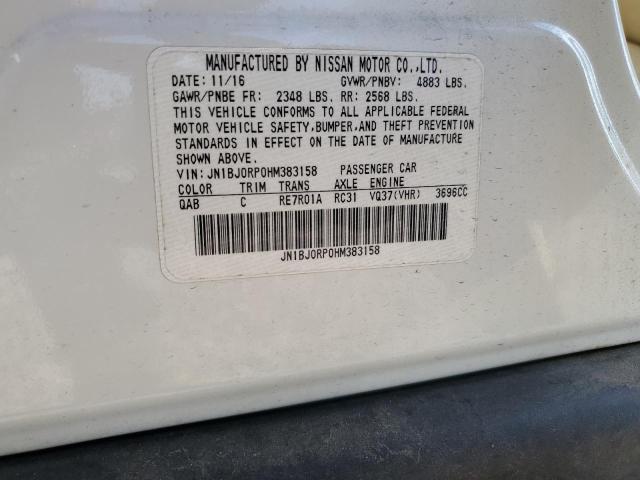 MANUFACTURED BY NISSAN MOTOR CO.,LTD.
DATE: 11/16 GVWR/PNBV: 4883 LBS.
GAWR/PNBE FR: 2348 LBS. RR: 2568 LBS.
THIS VEHICLE CONFORMS TO ALL APPLICABLE FEDERAL
MOTOR VEHICLE SAFETY, BUMPER, AND THEFT PREVENTION
STANDARDS IN EFFECT ON THE DATE OF MANUFACTURE
SHOWN ABOVE.
VIN: JN1BJ0RP0HM383158 PASSENGER CAR
COLOR TRIM TRANS AXLE ENGINE
QAB C RE7R01A RC31 VQ37(VHR) 3696CC
JN1BJ0RP0HM383158